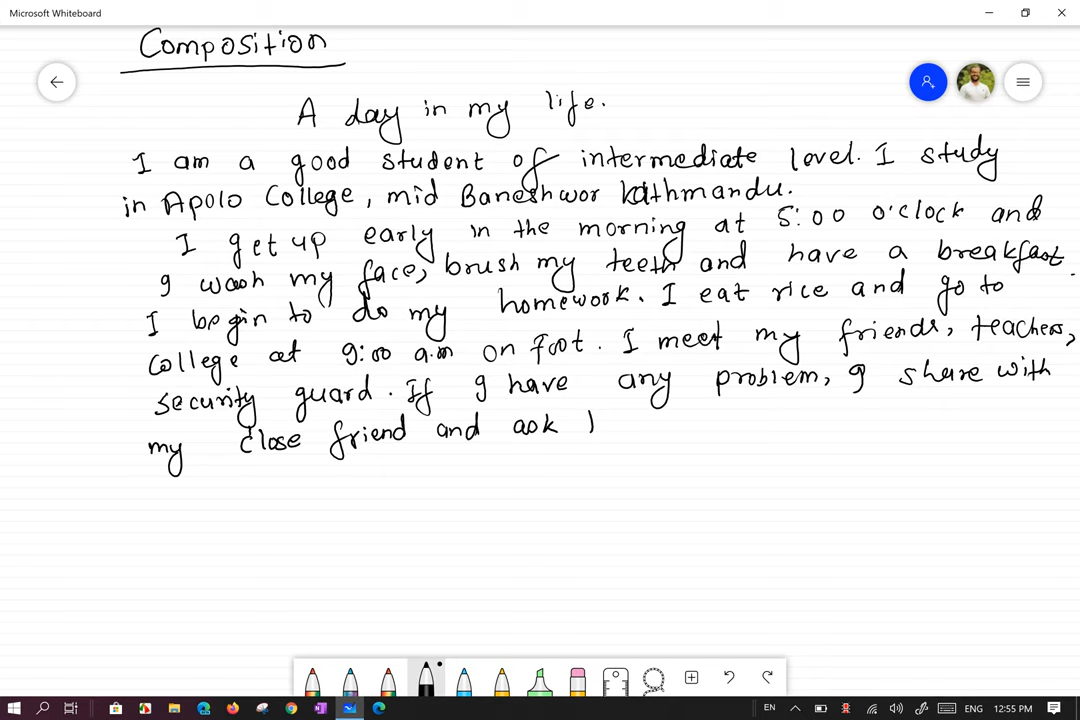 Microsoft Whiteboard
Composition
A day in my life.
I am a good student of intermediate level. I study
in Apolo College, mid Baneshwor Kathmandu.
I get up early in the morning at 5:00 o'clock and
I wash my face, brush my teeth and have a breakfast.
I begin to do my homework. I eat rice and go to
college at 9:00 a.m on foot. I meet my friends, teachers,
security guard. If I have any problem, I share with
my close friend and ask
EN
ENG
12:55 PM